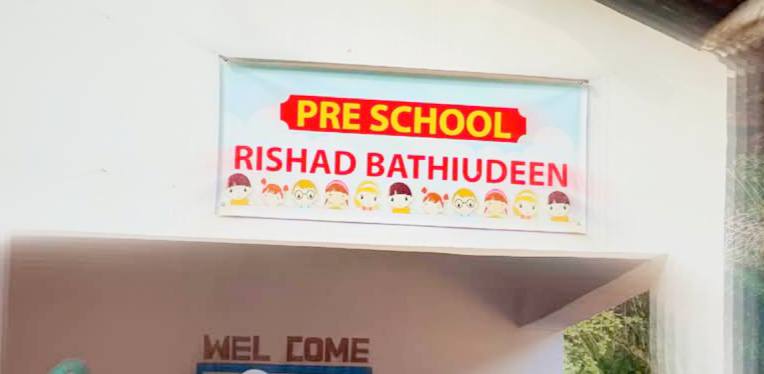 PRE SCHOOL
RISHAD BATHIUDEEN
WEL COME